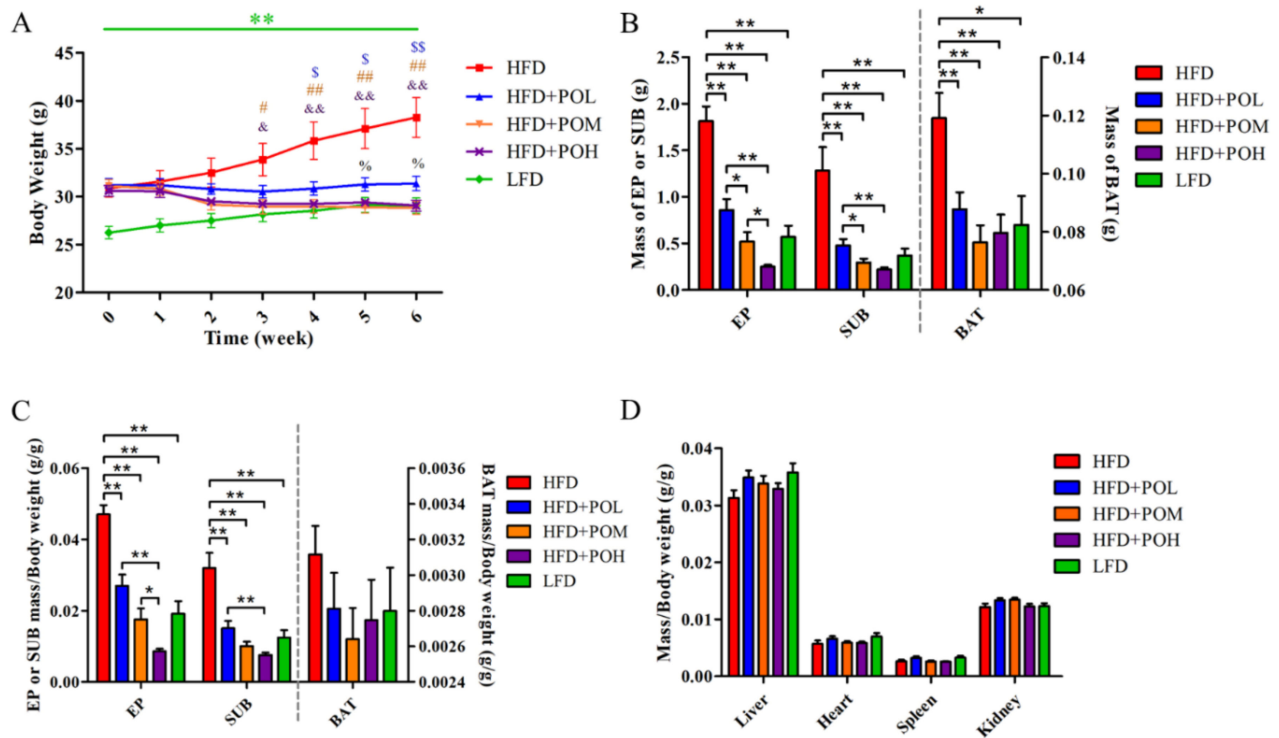 A
**
45
40
35
30
25
20
Body Weight (g)
$ $ $$
## ## ##
# && && &&
&
% %
0 1 2 3 4 5 6
Time (week)
HFD
HFD+POL
HFD+POM
HFD+POH
LFD
B
2.5
2.0
1.5
1.0
0.5
0.0
Mass of EP or SUB (g)
**
**
**
**
**
*
*
**
**
**
**
**
*
*
**
**
**
0.14
0.12
0.10
0.08
0.06
Mass of BAT (g)
EP SUB BAT
HFD
HFD+POL
HFD+POM
HFD+POH
LFD
C
0.06
0.04
0.02
0.00
EP or SUB mass/Body weight (g/g)
**
**
**
**
**
*
**
**
**
**
**
0.0036
0.0034
0.0032
0.0030
0.0028
0.0026
0.0024
BAT mass/Body weight (g/g)
EP SUB BAT
HFD
HFD+POL
HFD+POM
HFD+POH
LFD
D
0.04
0.03
0.02
0.01
0.00
Mass/Body weight (g/g)
Liver Heart Spleen Kidney
HFD
HFD+POL
HFD+POM
HFD+POH
LFD